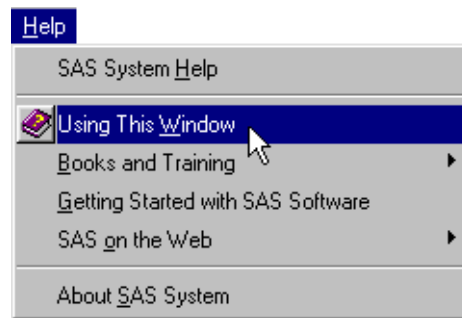 Help
SAS System Help
Using This Window
Books and Training
Getting Started with SAS Software
SAS on the Web
About SAS System